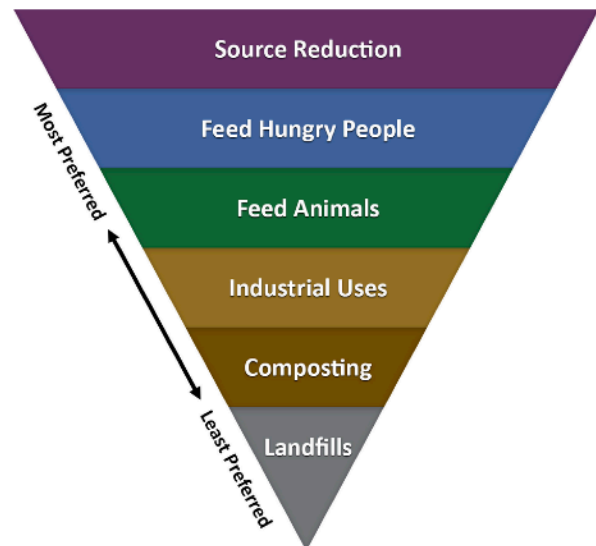 Source Reduction
Feed Hungry People
Feed Animals
Industrial Uses
Composting
Landfills
Most Preferred
Least Preferred